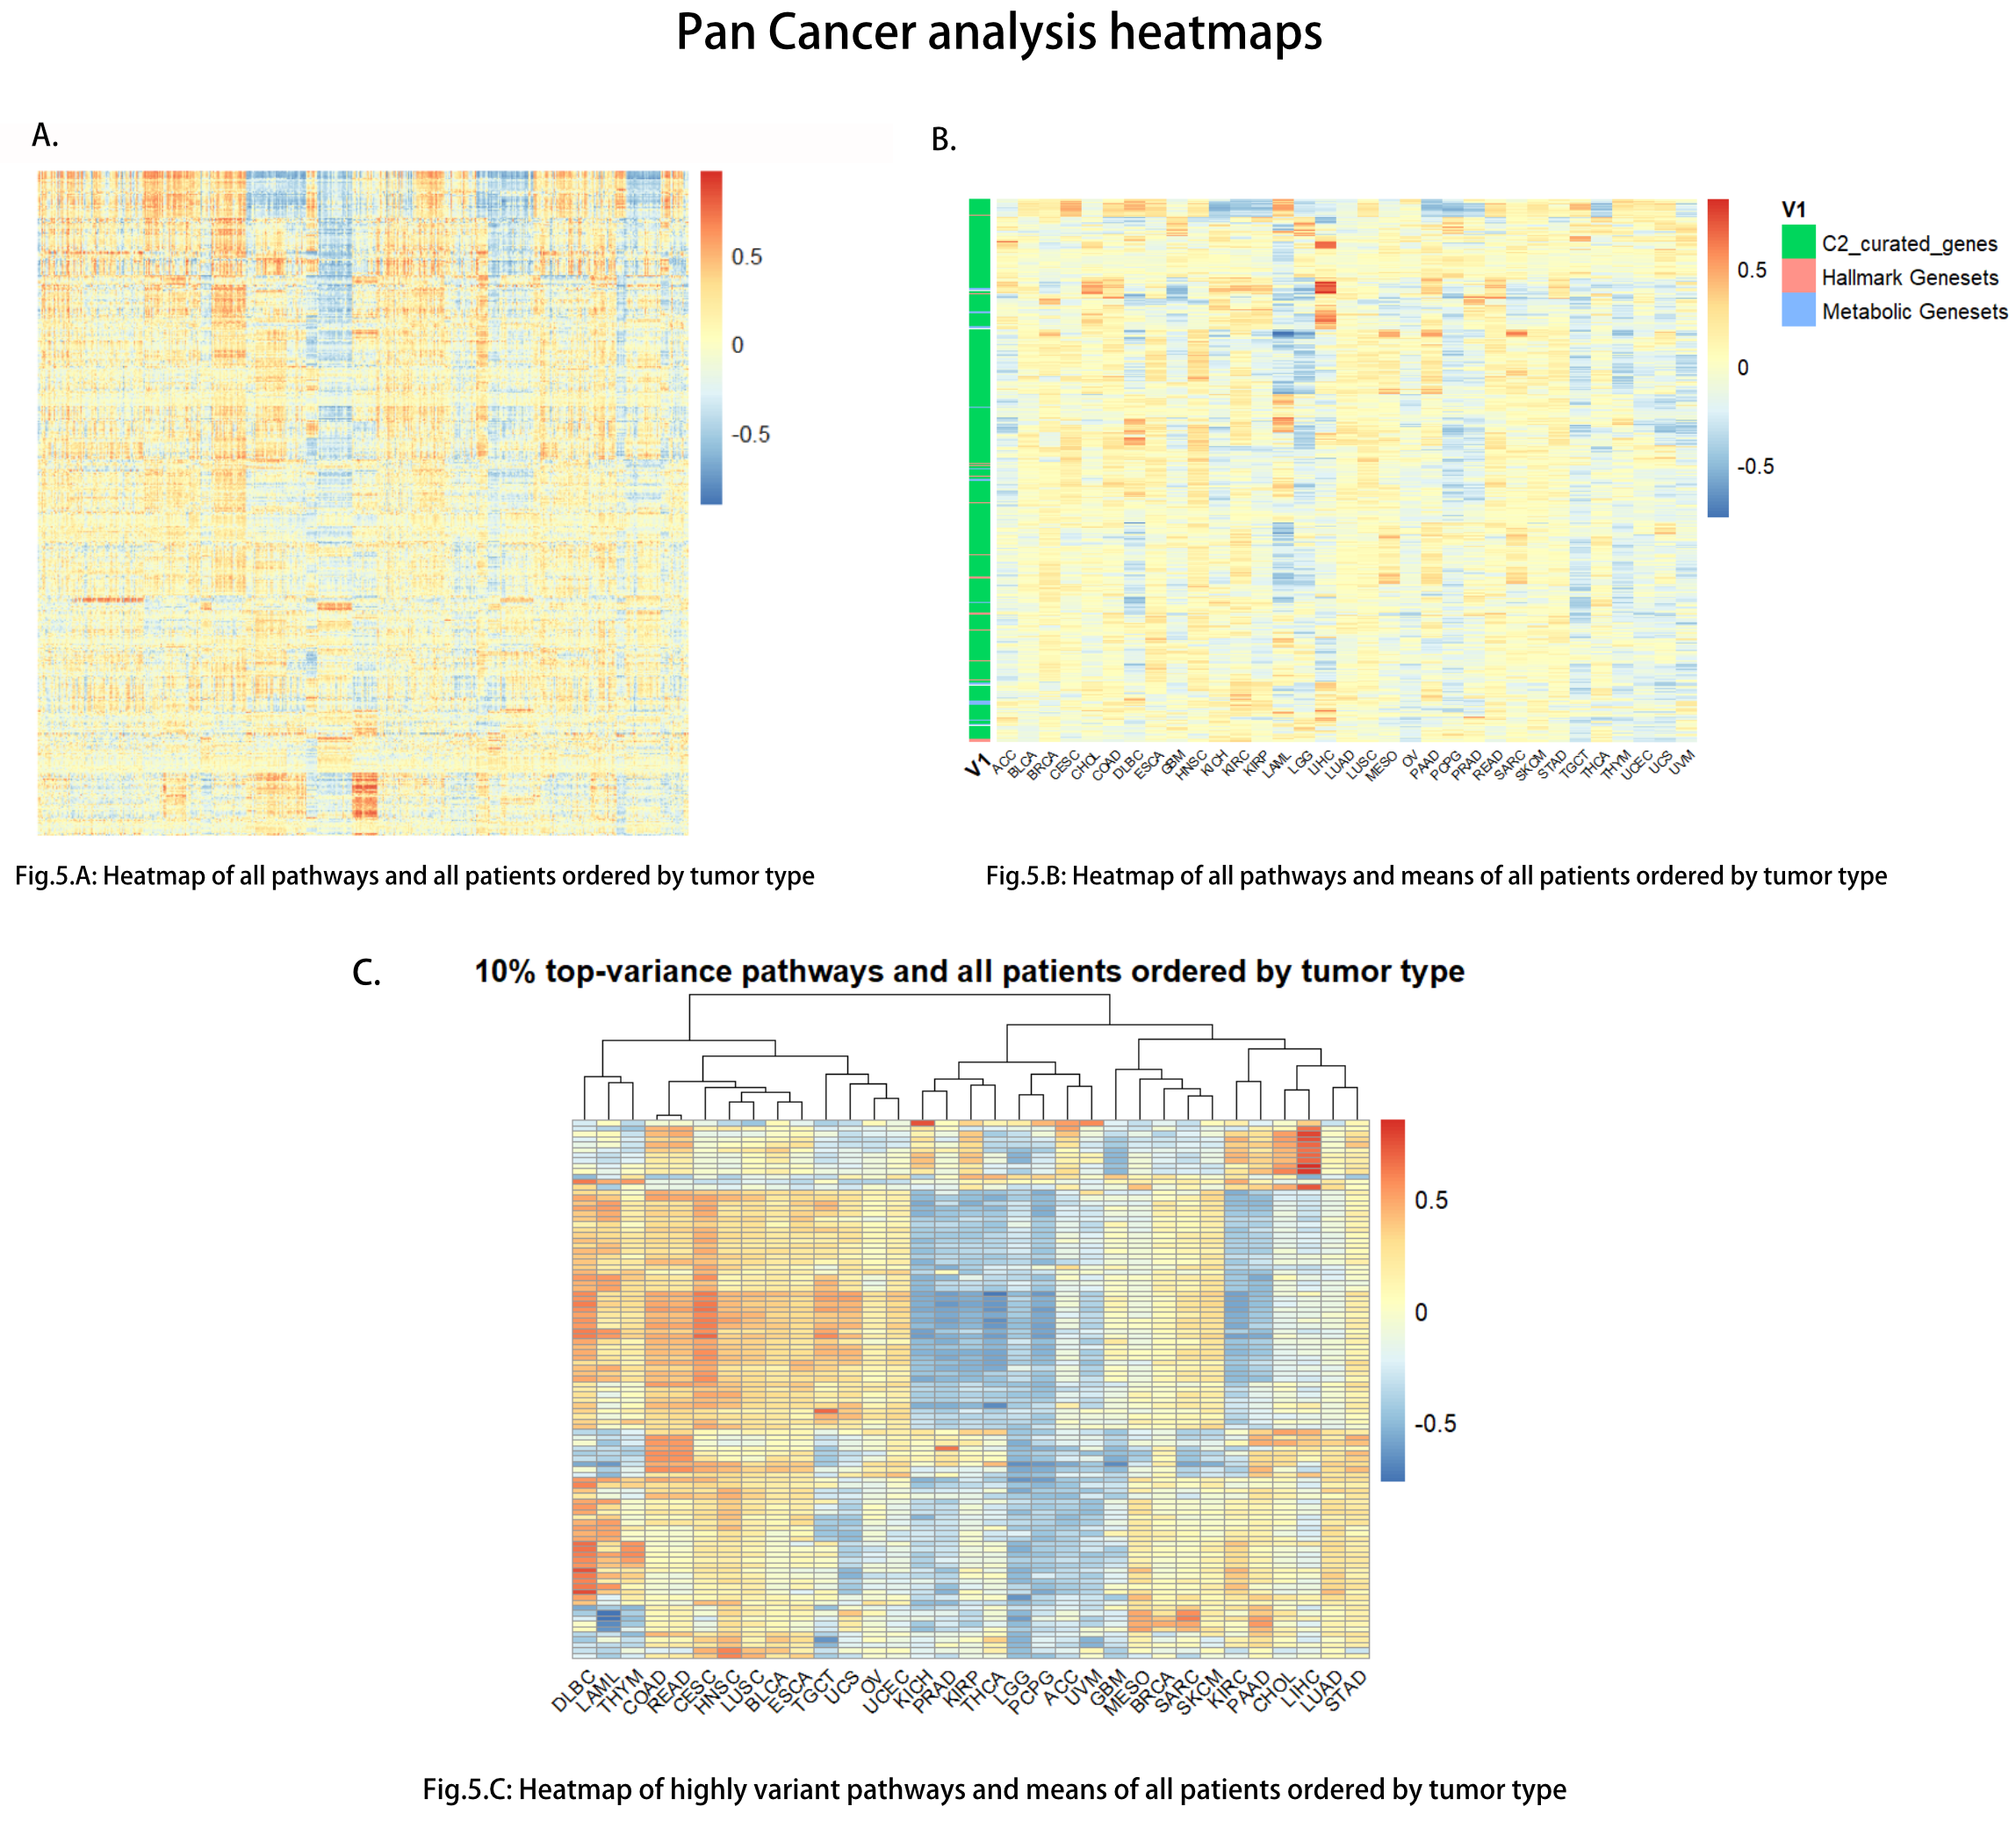 Pan Cancer analysis heatmaps
A.
0.5
0
-0.5
Fig.5.A: Heatmap of all pathways and all patients ordered by tumor type
B.
0.5
0
-0.5
V1
C2_curated_genes
Hallmark Genesets
Metabolic Genesets
V1 ACC BLCA BRCA CESC CHOL COAD DLBC ESCA GBM HNSC KICH KIRC KIRP LAML LGG LIHC LUAD LUSC MESO OV PAAD PCPG PRAD READ SARC SKCM STAD TGCT THCA THYM UCEC UCS UVM
Fig.5.B: Heatmap of all pathways and means of all patients ordered by tumor type
C.
10% top-variance pathways and all patients ordered by tumor type
0.5
0
-0.5
DLBC LAML THYM COAD READ CESC HNSC LUSC BLCA ESCA TGCT UCS OV UCEC KICH PRAD KIRP THCA LGG PCPG ACC UVM GBM MESO BRCA SARC SKCM KIRC PAAD CHOL LIHC LUAD STAD
Fig.5.C: Heatmap of highly variant pathways and means of all patients ordered by tumor type